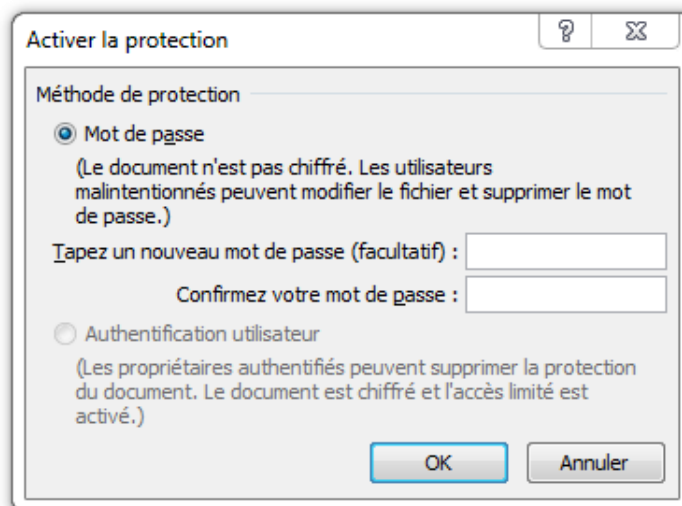 Activer la protection
Méthode de protection
Mot de passe
(Le document n'est pas chiffré. Les utilisateurs
malintentionnés peuvent modifier le fichier et supprimer le mot
de passe.)
Tapez un nouveau mot de passe (facultatif) :
Confirmez votre mot de passe :
Authentification utilisateur
(Les propriétaires authentifiés peuvent supprimer la protection
du document. Le document est chiffré et l'accès limité est
activé.)
OK Annuler